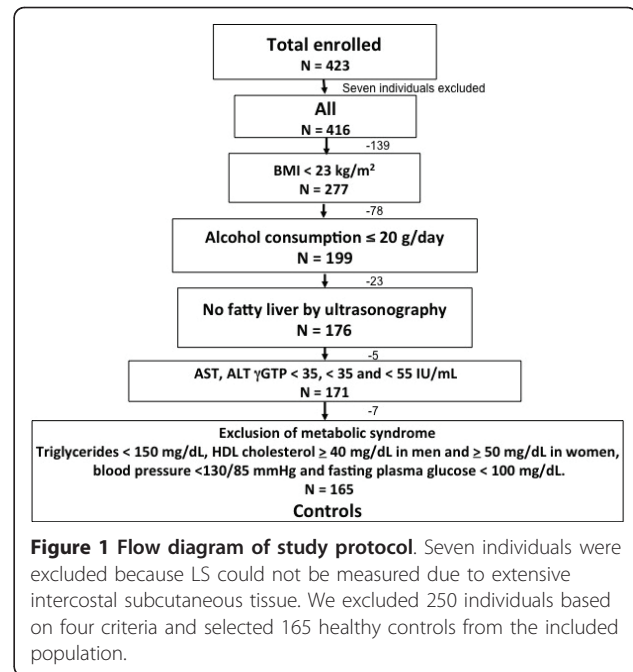 Total enrolled
N = 423
Seven individuals excluded
All
N = 416
-139
BMI < 23 kg/m²
N = 277
-78
Alcohol consumption ≤ 20 g/day
N = 199
-23
No fatty liver by ultrasonography
N = 176
-5
AST, ALT γGTP < 35, < 35 and < 55 IU/mL
N = 171
-7
Exclusion of metabolic syndrome
Triglycerides < 150 mg/dL, HDL cholesterol ≥ 40 mg/dL in men and ≥ 50 mg/dL in women,
blood pressure <130/85 mmHg and fasting plasma glucose < 100 mg/dL.
N = 165
Controls
Figure 1 Flow diagram of study protocol. Seven individuals were
excluded because LS could not be measured due to extensive
intercostal subcutaneous tissue. We excluded 250 individuals based
on four criteria and selected 165 healthy controls from the included
population.